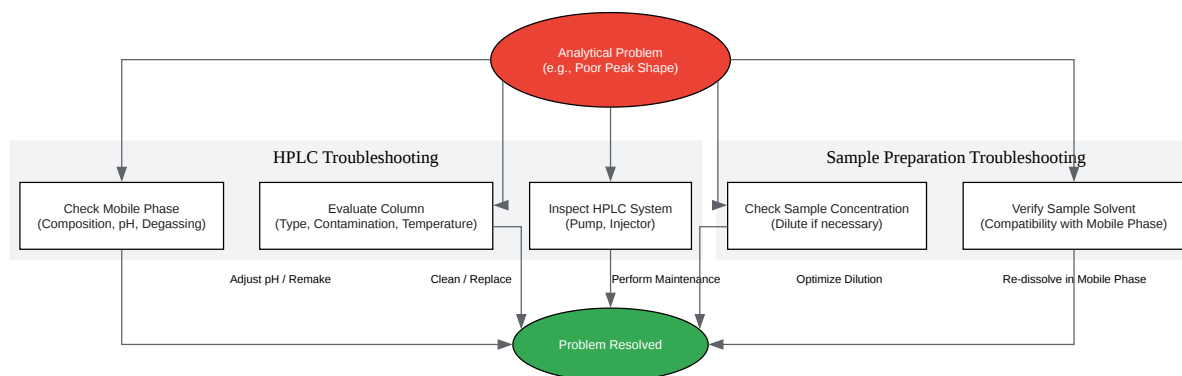 Analytical Problem
(e.g., Poor Peak Shape)
HPLC Troubleshooting
Sample Preparation Troubleshooting
Check Mobile Phase
(Composition, pH, Degassing)
Evaluate Column
(Type, Contamination, Temperature)
Inspect HPLC System
(Pump, Injector)
Check Sample Concentration
(Dilute if necessary)
Verify Sample Solvent
(Compatibility with Mobile Phase)
Adjust pH / Remake
Clean / Replace
Perform Maintenance
Optimize Dilution
Re-dissolve in Mobile Phase
Problem Resolved